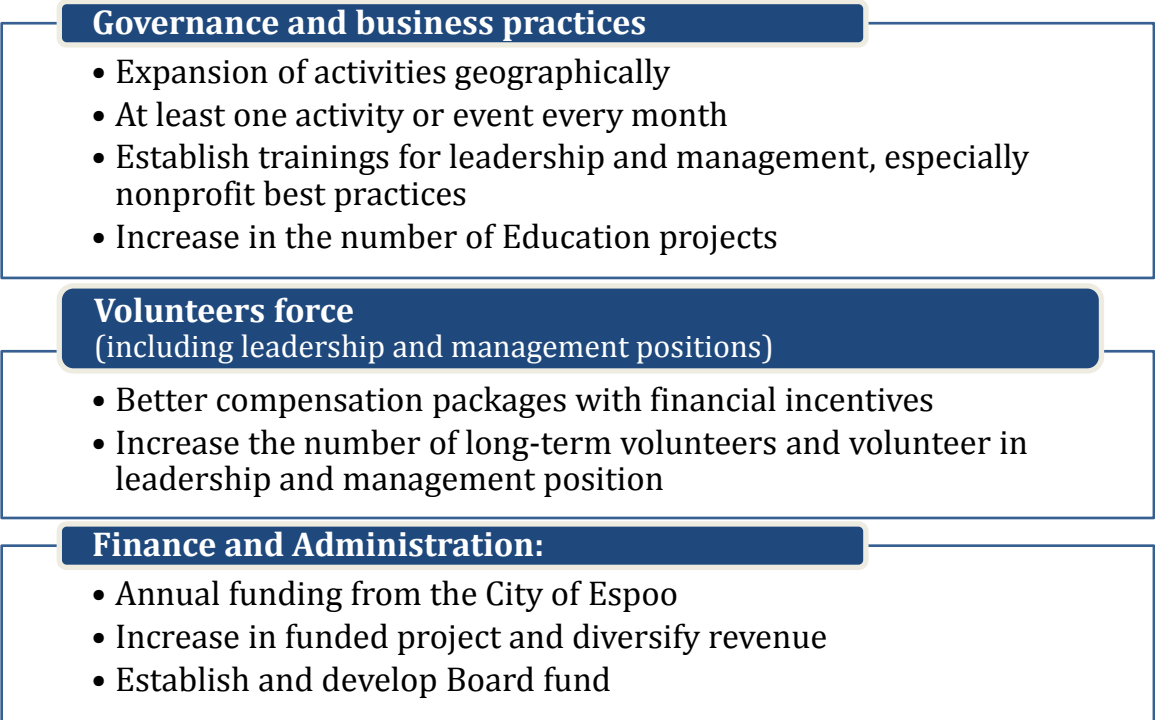 Governance and business practices
• Expansion of activities geographically
• At least one activity or event every month
• Establish trainings for leadership and management, especially
nonprofit best practices
• Increase in the number of Education projects
Volunteers force
(including leadership and management positions)
• Better compensation packages with financial incentives
• Increase the number of long-term volunteers and volunteer in
leadership and management position
Finance and Administration:
• Annual funding from the City of Espoo
• Increase in funded project and diversify revenue
• Establish and develop Board fund